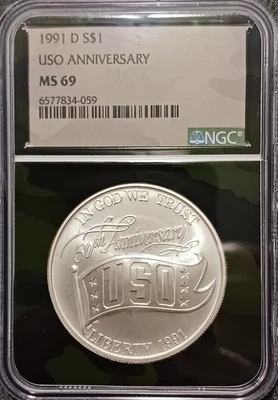 1991 D S$1
USO ANNIVERSARY
MS 69
6577834-059
NGC
IN GOD WE TRUST
50th Anniversary
USO
LIBERTY 1991